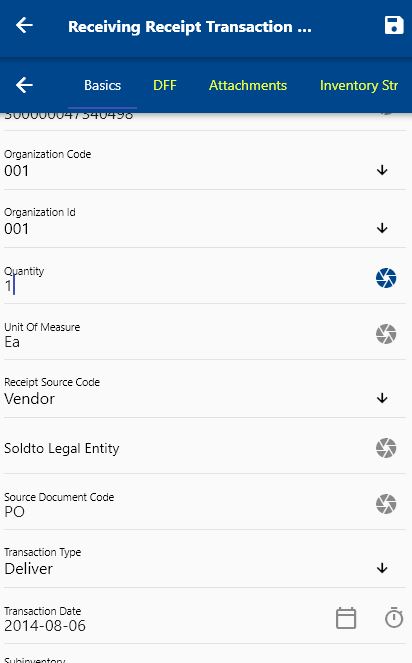 Receiving Receipt Transaction ...
Basics DFF Attachments Inventory Str
300000047340498
Organization Code
001
Organization Id
001
Quantity
1
Unit Of Measure
Ea
Receipt Source Code
Vendor
Soldto Legal Entity
Source Document Code
PO
Transaction Type
Deliver
Transaction Date
2014-08-06
Subinventory